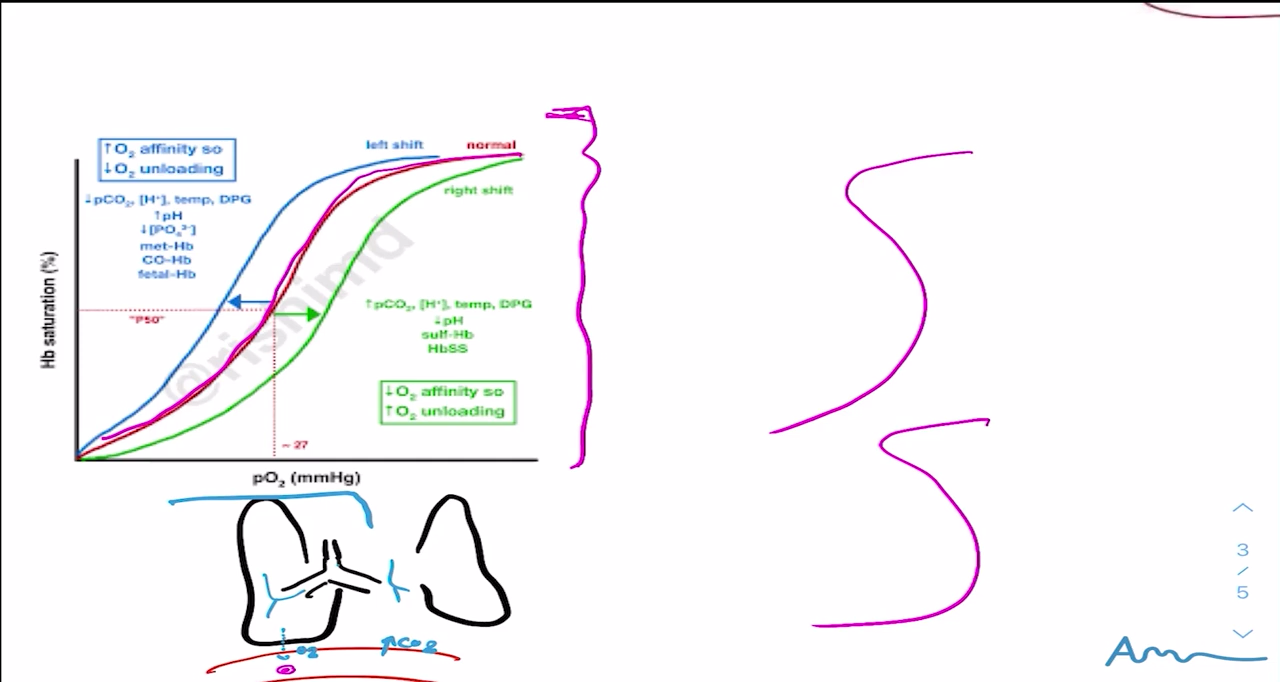 ↑O₂ affinity so
↓O₂ unloading
↓pCO₂, [H⁺], temp, DPG
↑pH
↓[PO₄³⁻]
met-Hb
CO-Hb
fetal-Hb
left shift
normal
right shift
Hb saturation (%)
"P50"
↑pCO₂, [H⁺], temp, DPG
↓pH
sulf-Hb
HbSS
↓O₂ affinity so
↑O₂ unloading
~27
pO₂ (mmHg)
@rishimd
O₂
↑CO₂
3
/
5